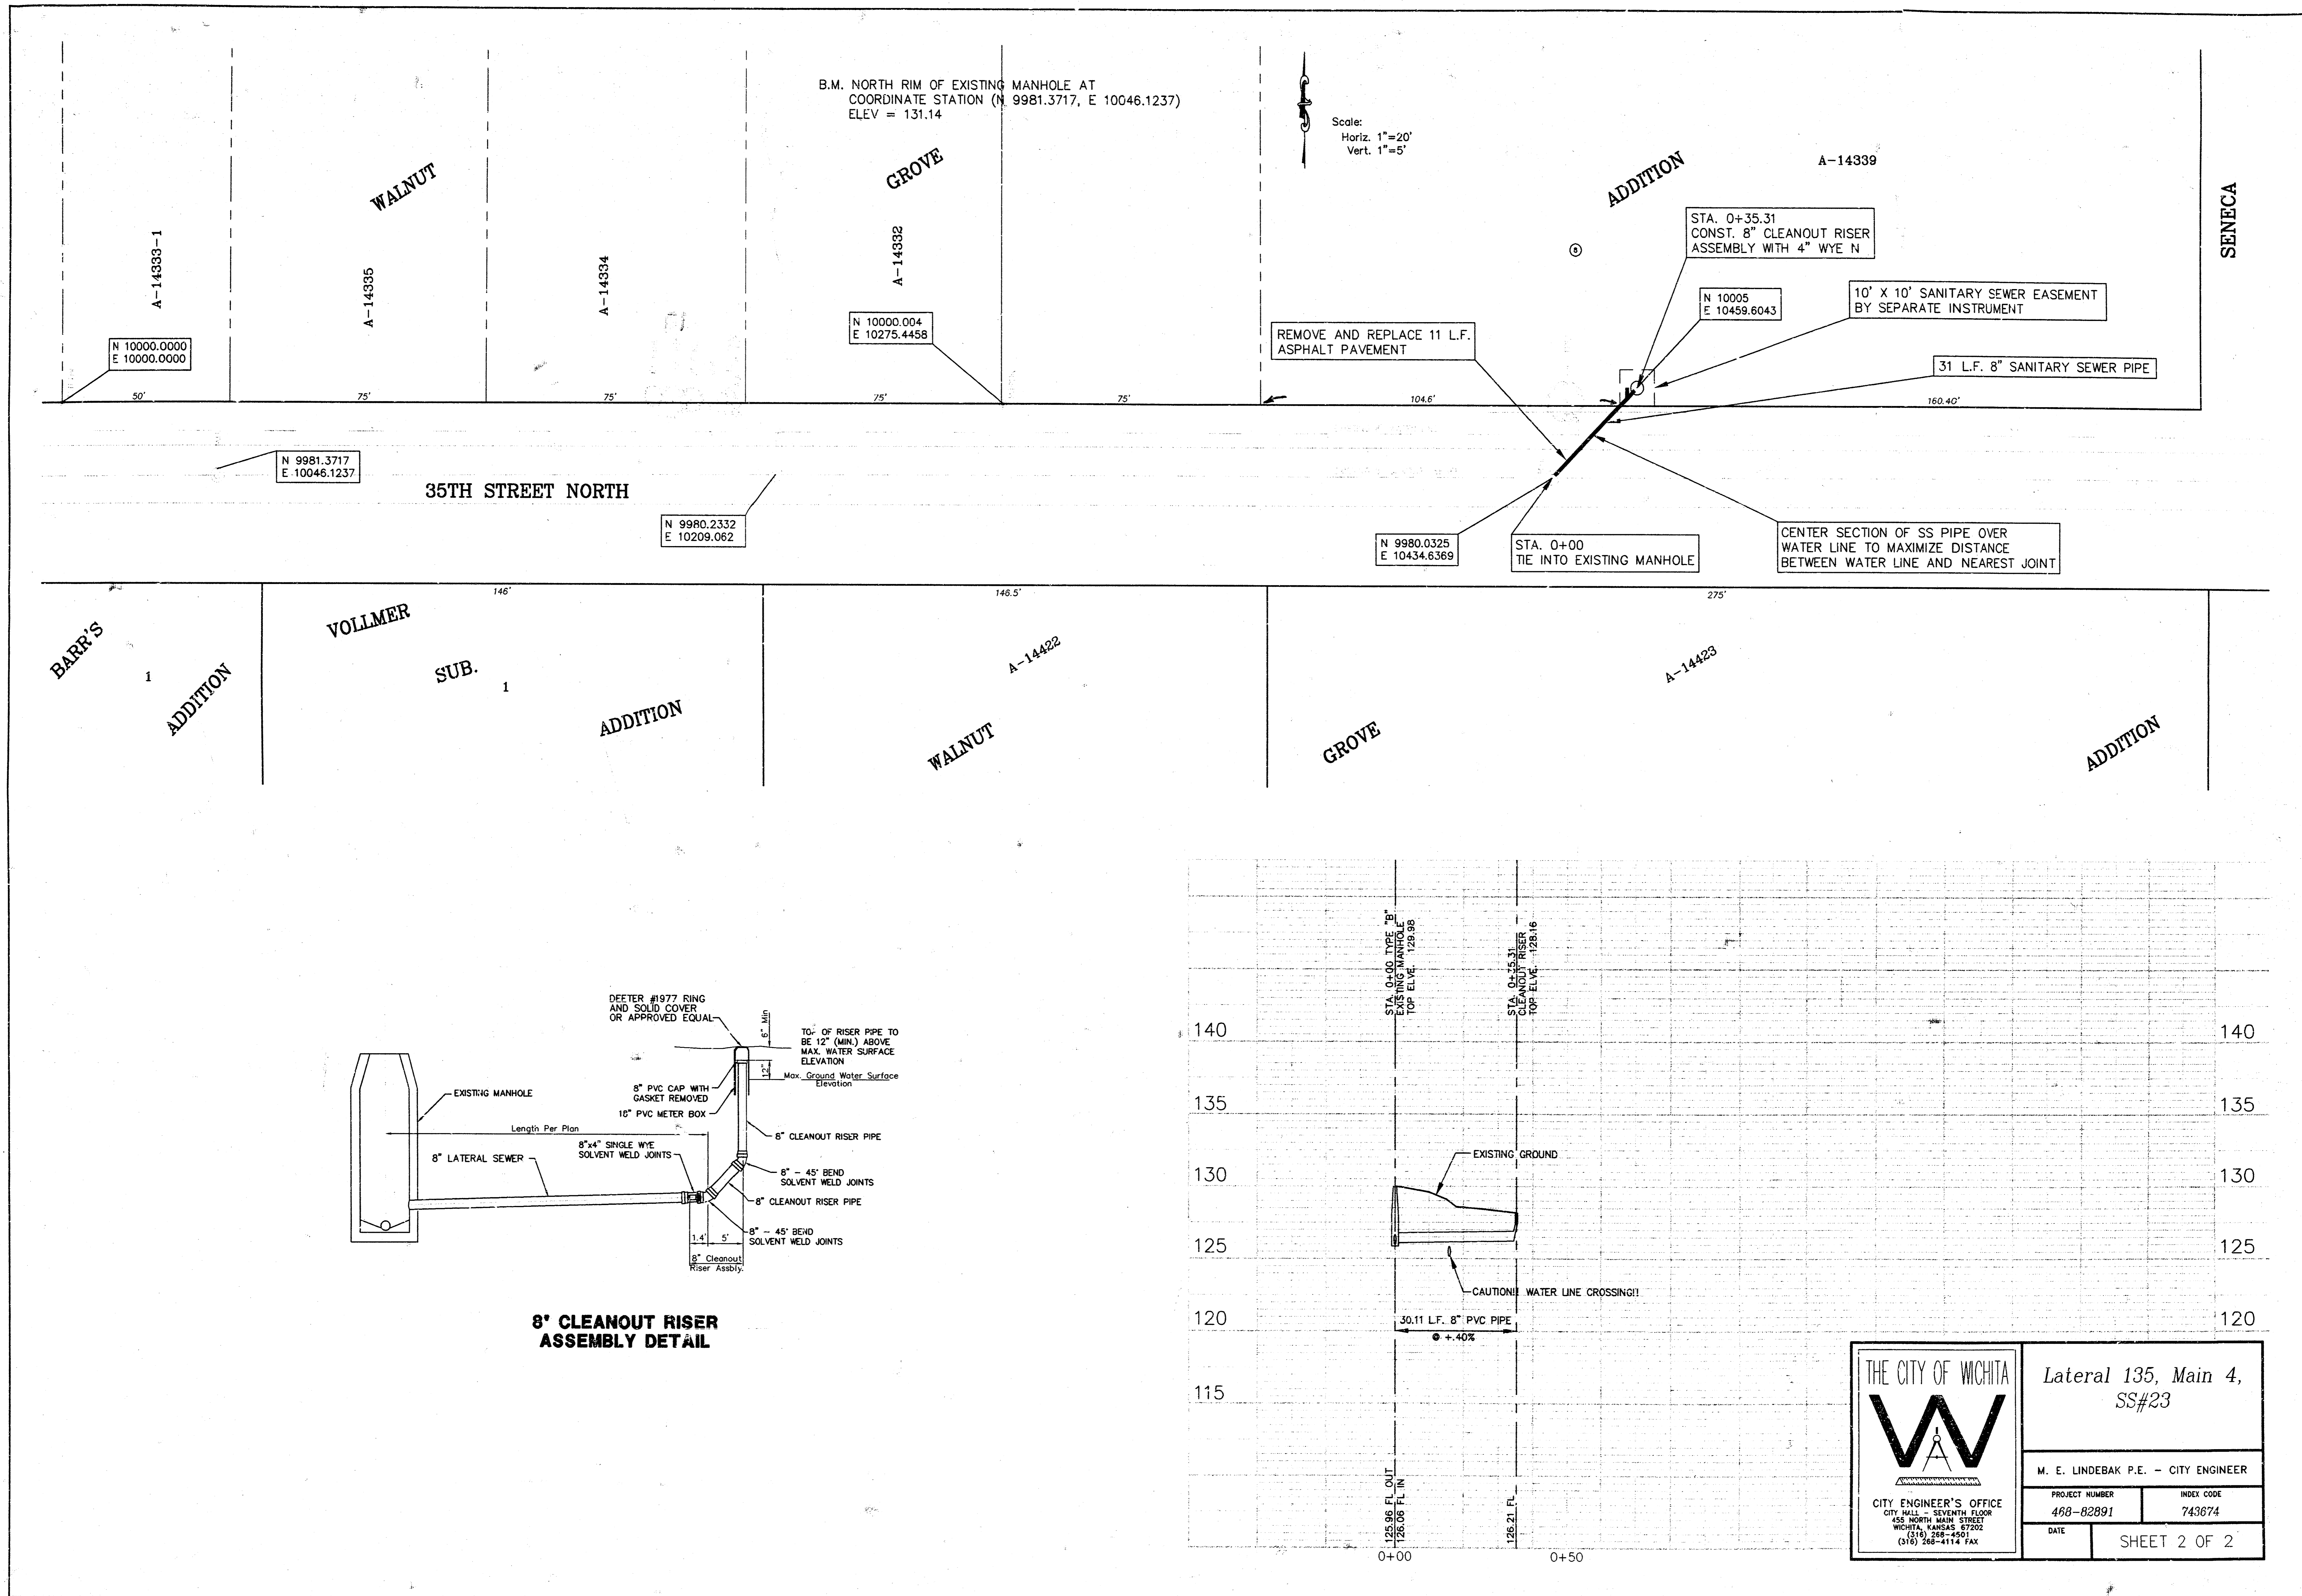 B.M. NORTH RIM OF EXISTING MANHOLE AT
COORDINATE STATION (N 9981.3717, E 10046.1237)
ELEV = 131.14
Scale:
Horiz. 1"=20'
Vert. 1"=5'
WALNUT
GROVE
ADDITION
A-14339
SENECA
A-14333-1
A-14335
A-14334
A-14332
8
STA. 0+35.31
CONST. 8" CLEANOUT RISER
ASSEMBLY WITH 4" WYE N
N 10005
E 10459.6043
10' X 10' SANITARY SEWER EASEMENT
BY SEPARATE INSTRUMENT
N 10000.0000
E 10000.0000
N 10000.004
E 10275.4458
REMOVE AND REPLACE 11 L.F.
ASPHALT PAVEMENT
31 L.F. 8" SANITARY SEWER PIPE
50'
75'
75'
75'
75'
104.6'
160.40'
N 9981.3717
E 10046.1237
35TH STREET NORTH
N 9980.2332
E 10209.062
N 9980.0325
E 10434.6369
STA. 0+00
TIE INTO EXISTING MANHOLE
CENTER SECTION OF SS PIPE OVER
WATER LINE TO MAXIMIZE DISTANCE
BETWEEN WATER LINE AND NEAREST JOINT
146'
146.5'
275'
BARR'S
1
ADDITION
VOLLMER
SUB.
1
ADDITION
A-14422
WALNUT
A-14423
GROVE
ADDITION
DEETER #1977 RING
AND SOLID COVER
OR APPROVED EQUAL
6" Min
TOP OF RISER PIPE TO
BE 12" (MIN.) ABOVE
MAX. WATER SURFACE
ELEVATION
12"
Max. Ground Water Surface
Elevation
8" PVC CAP WITH
GASKET REMOVED
18" PVC METER BOX
EXISTING MANHOLE
Length Per Plan
8"x4" SINGLE WYE
SOLVENT WELD JOINTS
8" LATERAL SEWER
8" CLEANOUT RISER PIPE
8" - 45° BEND
SOLVENT WELD JOINTS
8" CLEANOUT RISER PIPE
8" - 45° BEND
SOLVENT WELD JOINTS
1.4'
5'
8" Cleanout
Riser Assbly.
8" CLEANOUT RISER
ASSEMBLY DETAIL
STA. 0+00 TYPE "B"
EXISTING MANHOLE
TOP ELVE. 129.98
STA. 0+35.31
CLEANOUT RISER
TOP ELVE. 128.16
140
140
135
135
130
130
EXISTING GROUND
125
125
CAUTION!! WATER LINE CROSSING!!
120
120
30.11 L.F. 8" PVC PIPE
@ +.40%
115
125.96 FL OUT
126.06 FL IN
126.21 FL
0+00
0+50
THE CITY OF WICHITA
CITY ENGINEER'S OFFICE
CITY HALL - SEVENTH FLOOR
455 NORTH MAIN STREET
WICHITA, KANSAS 67202
(316) 268-4501
(316) 268-4114 FAX
Lateral 135, Main 4,
SS#23
M. E. LINDEBAK P.E. - CITY ENGINEER
PROJECT NUMBER
468-82891
INDEX CODE
743674
DATE
SHEET 2 OF 2